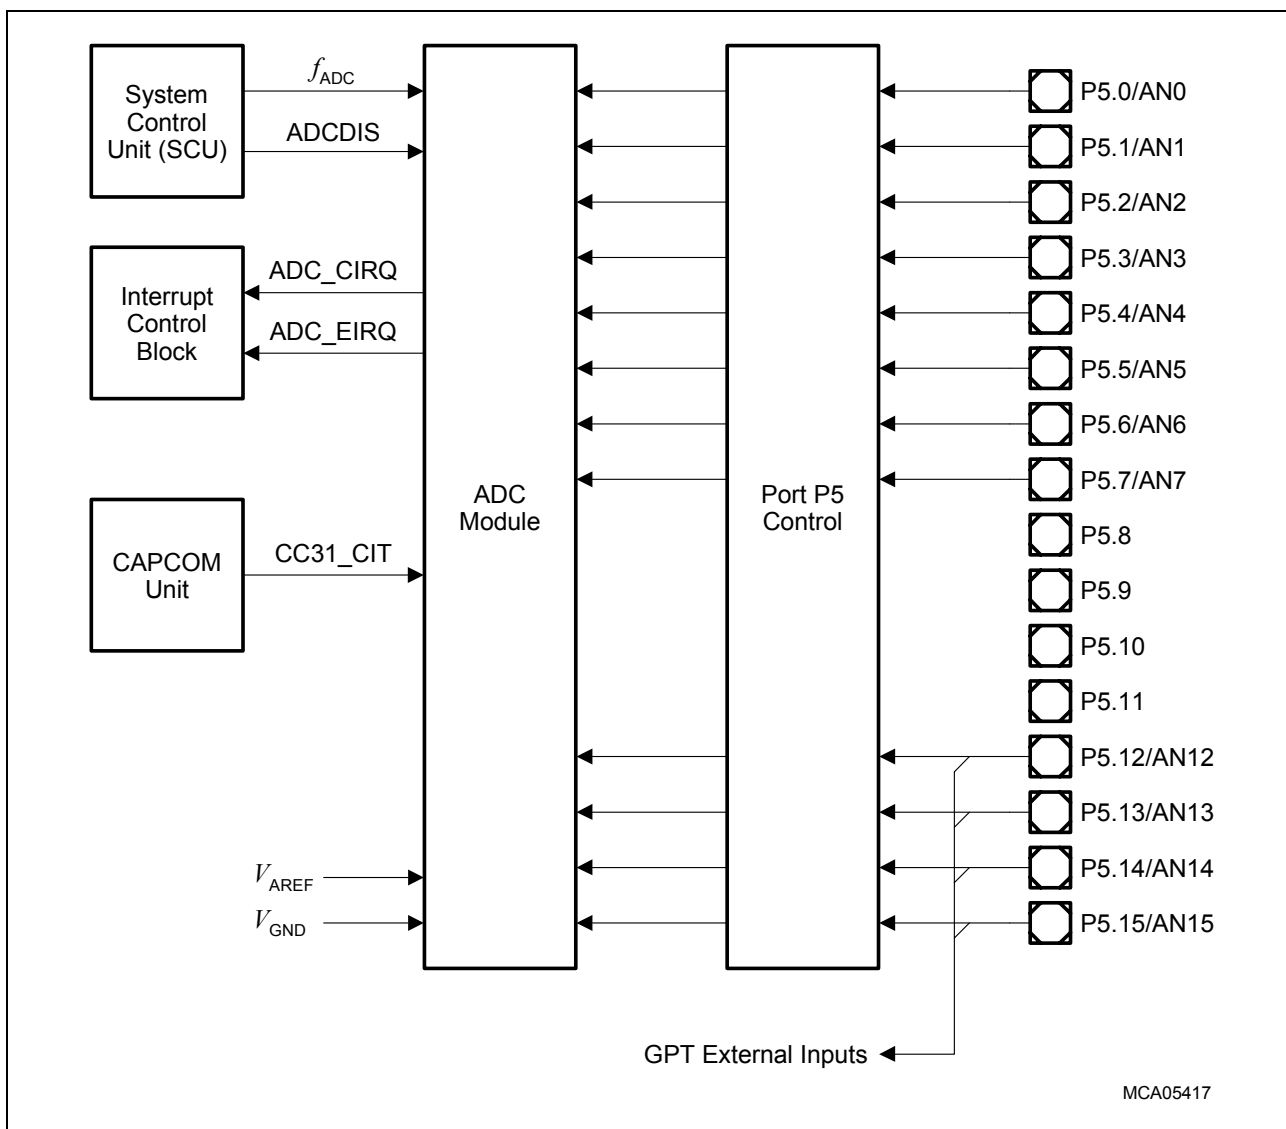 System
Control
Unit (SCU)
fADC
ADCDIS
Interrupt
Control
Block
ADC_CIRQ
ADC_EIRQ
CAPCOM
Unit
CC31_CIT
VAREF
VGND
ADC
Module
Port P5
Control
P5.0/AN0
P5.1/AN1
P5.2/AN2
P5.3/AN3
P5.4/AN4
P5.5/AN5
P5.6/AN6
P5.7/AN7
P5.8
P5.9
P5.10
P5.11
P5.12/AN12
P5.13/AN13
P5.14/AN14
P5.15/AN15
GPT External Inputs
MCA05417